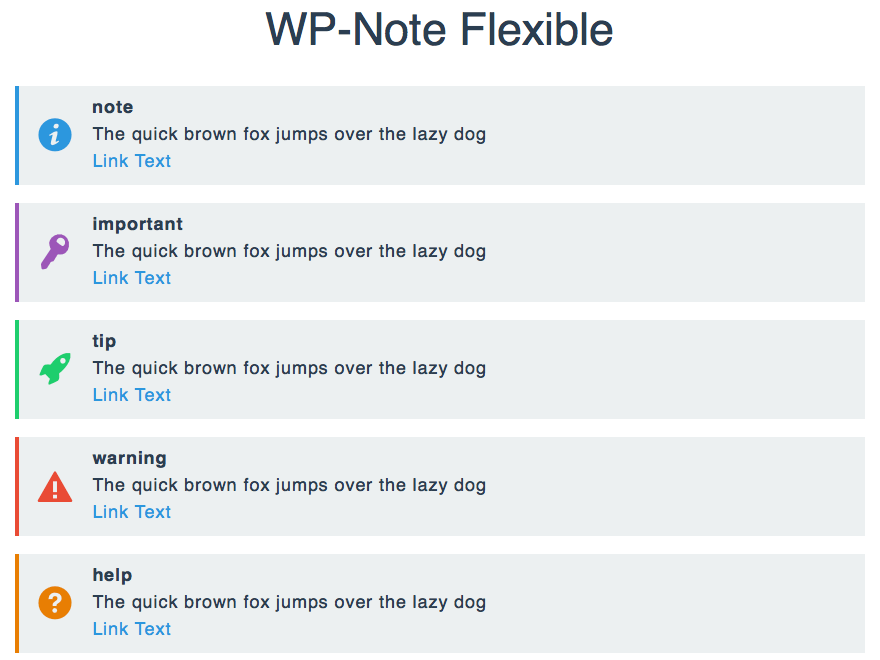 WP-Note Flexible
note
The quick brown fox jumps over the lazy dog
Link Text
important
The quick brown fox jumps over the lazy dog
Link Text
tip
The quick brown fox jumps over the lazy dog
Link Text
warning
The quick brown fox jumps over the lazy dog
Link Text
help
The quick brown fox jumps over the lazy dog
Link Text